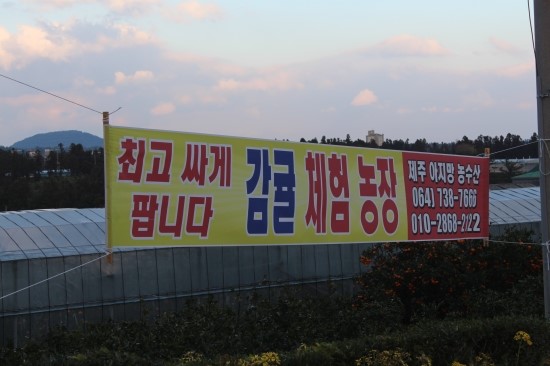 최고 싸게
팝니다
감귤 체험 농장
제주 아지망 농수산
064) 738-7666
010-2868-2122